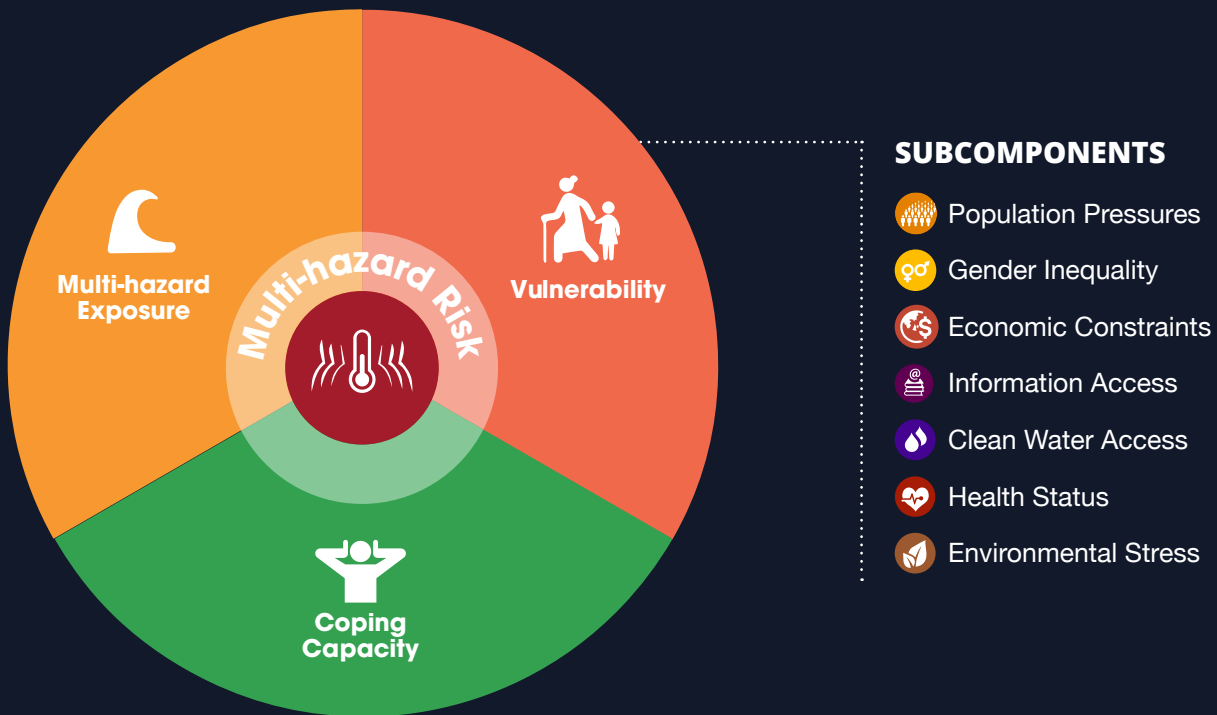 Multi-hazard
Exposure
Multi-hazard Risk
Vulnerability
Coping
Capacity
SUBCOMPONENTS
Population Pressures
Gender Inequality
Economic Constraints
Information Access
Clean Water Access
Health Status
Environmental Stress